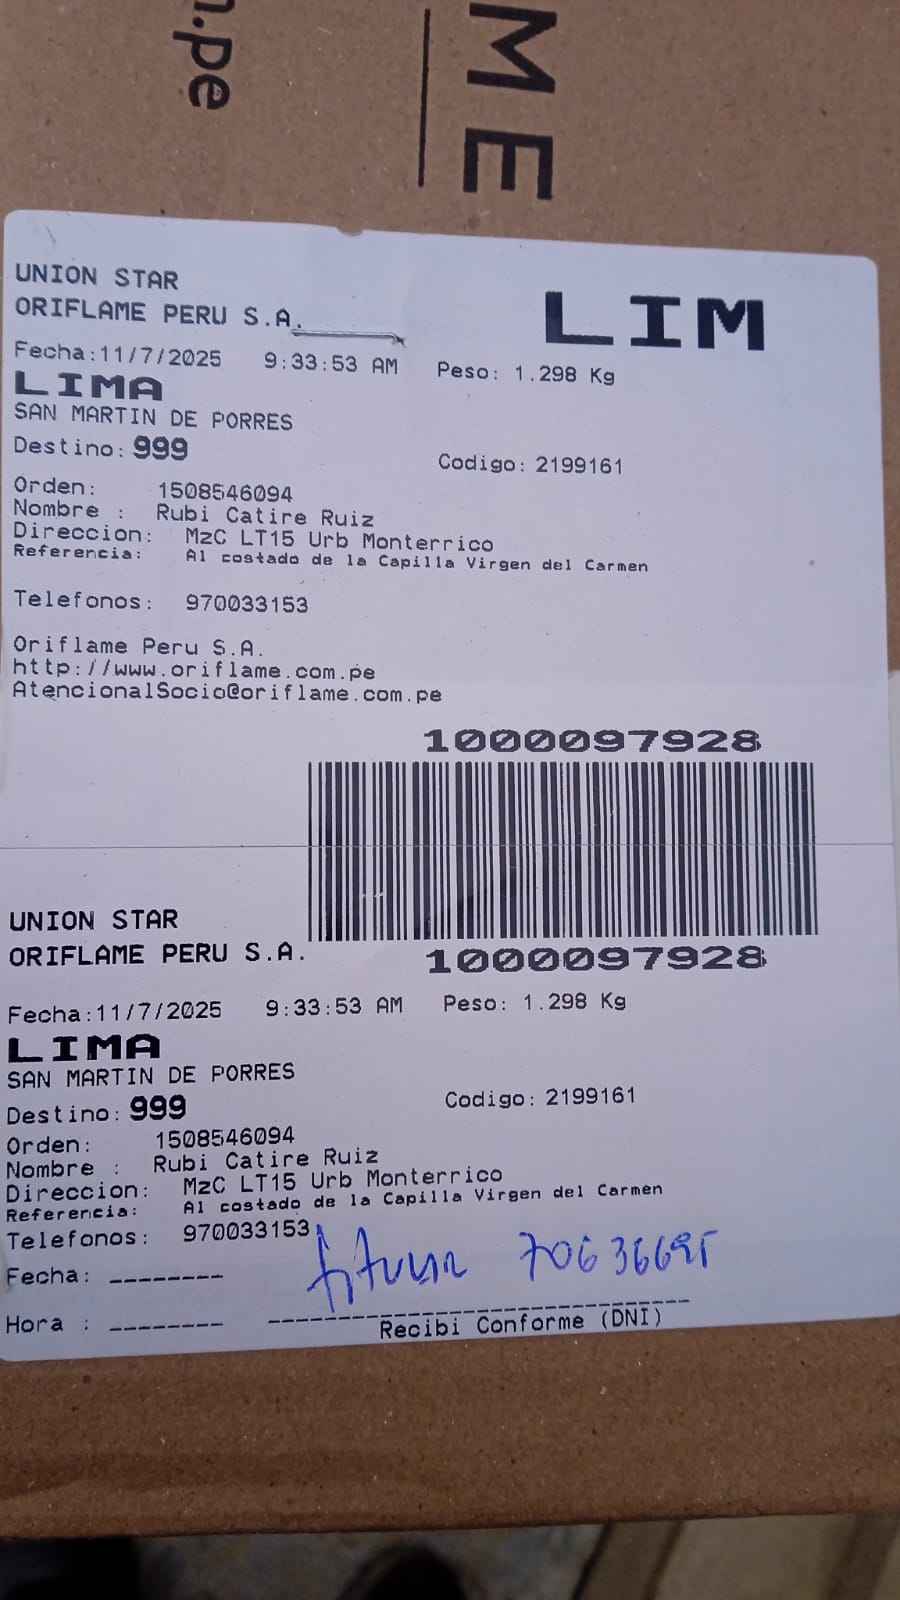 n.pe
ME
UNION STAR
ORIFLAME PERU S.A.
LIM
Fecha:11/7/2025 9:33:53 AM Peso: 1.298 Kg
LIMA
SAN MARTIN DE PORRES
Destino: 999 Codigo: 2199161
Orden: 1508546094
Nombre : Rubi Catire Ruiz
Direccion: MzC LT15 Urb Monterrico
Referencia: Al costado de la Capilla Virgen del Carmen
Telefonos: 970033153
Oriflame Peru S.A.
http://www.oriflame.com.pe
AtencionalSocio@oriflame.com.pe
1000097928
UNION STAR
ORIFLAME PERU S.A.
1000097928
Fecha:11/7/2025 9:33:53 AM Peso: 1.298 Kg
LIMA
SAN MARTIN DE PORRES
Destino: 999 Codigo: 2199161
Orden: 1508546094
Nombre : Rubi Catire Ruiz
Direccion: MzC LT15 Urb Monterrico
Referencia: Al costado de la Capilla Virgen del Carmen
Telefonos: 970033153
Fecha: --------
Hora : --------
Recibi Conforme (DNI)